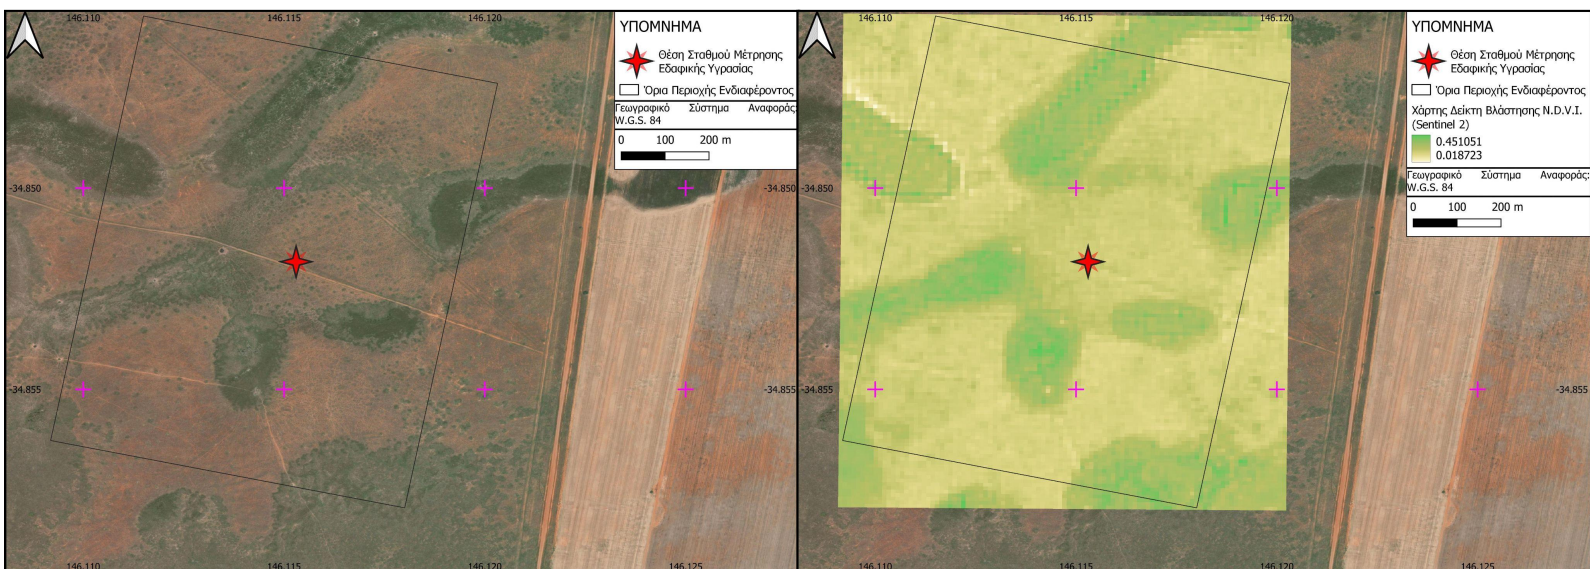 146.110 146.115 146.120
ΥΠΟΜΝΗΜΑ
Θέση Σταθμού Μέτρησης
Εδαφικής Υγρασίας
Όρια Περιοχής Ενδιαφέροντος
Γεωγραφικό Σύστημα Αναφοράς:
W.G.S. 84
0 100 200 m
-34.850
-34.855
-34.855
146.110 146.115 146.120 146.125
146.110 146.115 146.120
ΥΠΟΜΝΗΜΑ
Θέση Σταθμού Μέτρησης
Εδαφικής Υγρασίας
Όρια Περιοχής Ενδιαφέροντος
Χάρτης Δείκτη Βλάστησης N.D.V.I.
(Sentinel 2)
0.451051
0.018723
Γεωγραφικό Σύστημα Αναφοράς:
W.G.S. 84
0 100 200 m
-34.850
-34.850
-34.855
-34.855
146.110 146.115 146.120 146.125